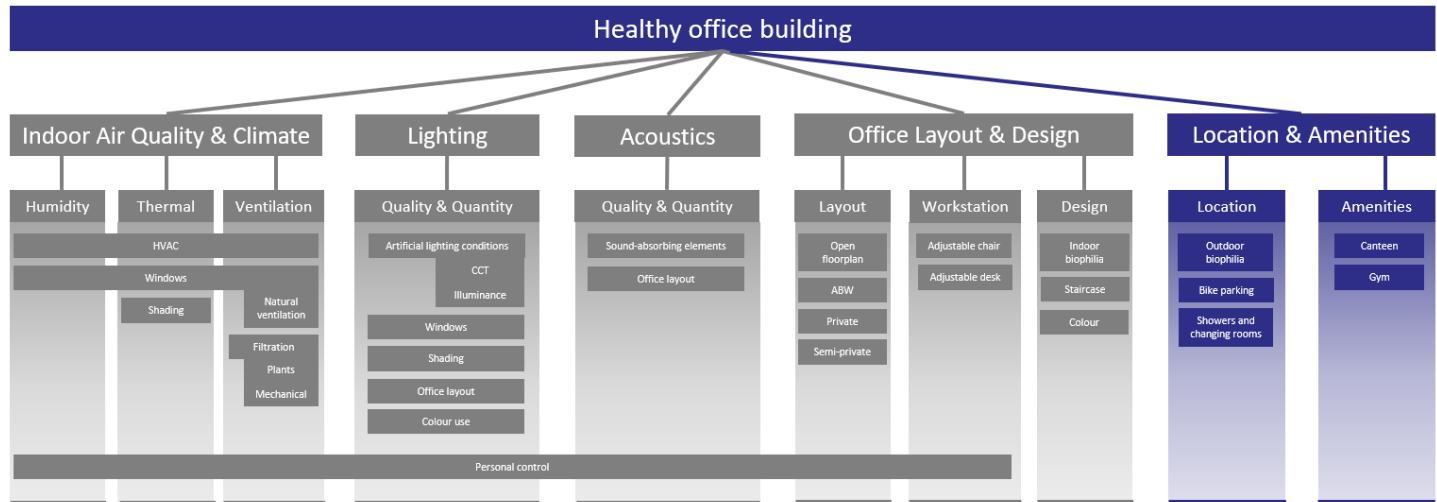 Healthy office building
Indoor Air Quality & Climate
Lighting
Acoustics
Office Layout & Design
Location & Amenities
Humidity
Thermal
Ventilation
Quality & Quantity
Quality & Quantity
Layout
Workstation
Design
Location
Amenities
HVAC
Windows
Shading
Natural
ventilation
Filtration
Plants
Mechanical
Artificial lighting conditions
CCT
Illuminance
Windows
Shading
Office layout
Colour use
Sound-absorbing elements
Office layout
Open
floorplan
ABW
Private
Semi-private
Adjustable chair
Adjustable desk
Indoor
biophilia
Staircase
Colour
Outdoor
biophilia
Bike parking
Showers and
changing rooms
Canteen
Gym
Personal control